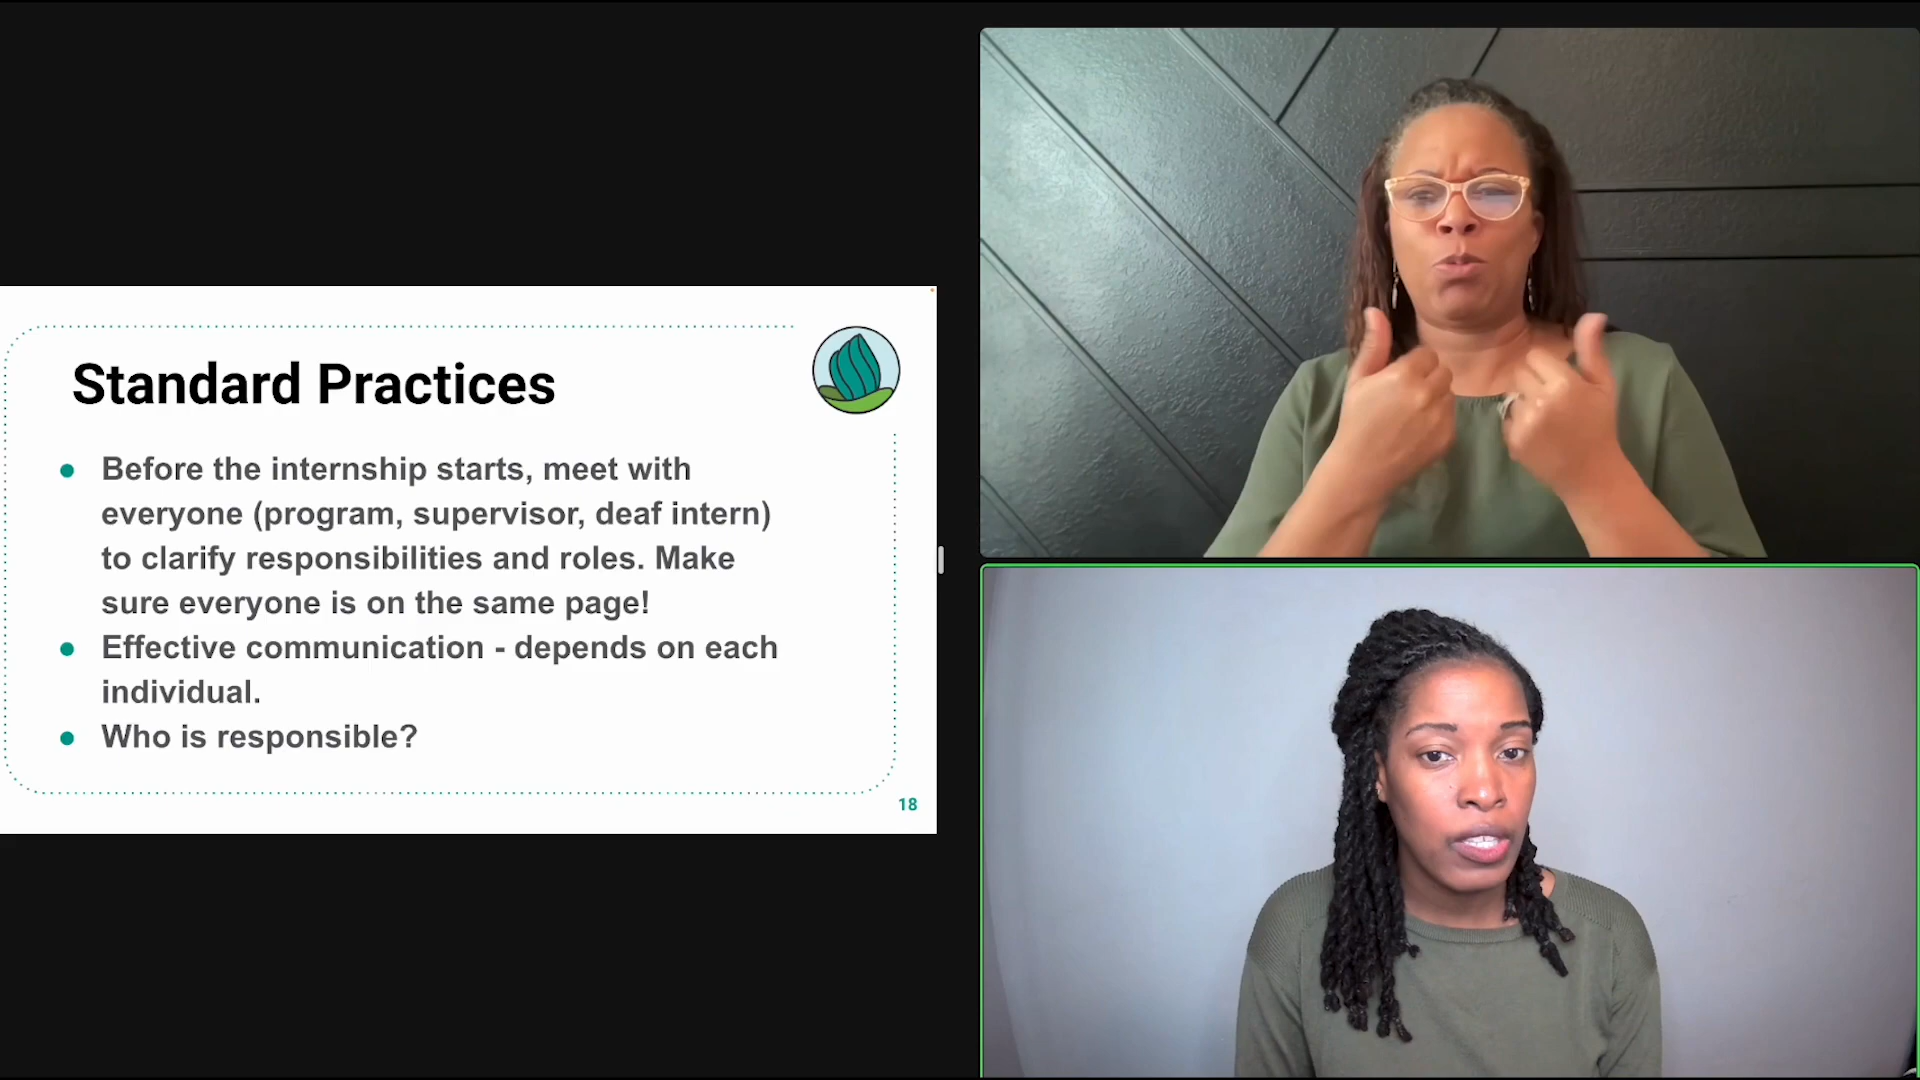 Standard Practices
Before the internship starts, meet with
everyone (program, supervisor, deaf intern)
to clarify responsibilities and roles. Make
sure everyone is on the same page!
Effective communication - depends on each
individual.
Who is responsible?
18